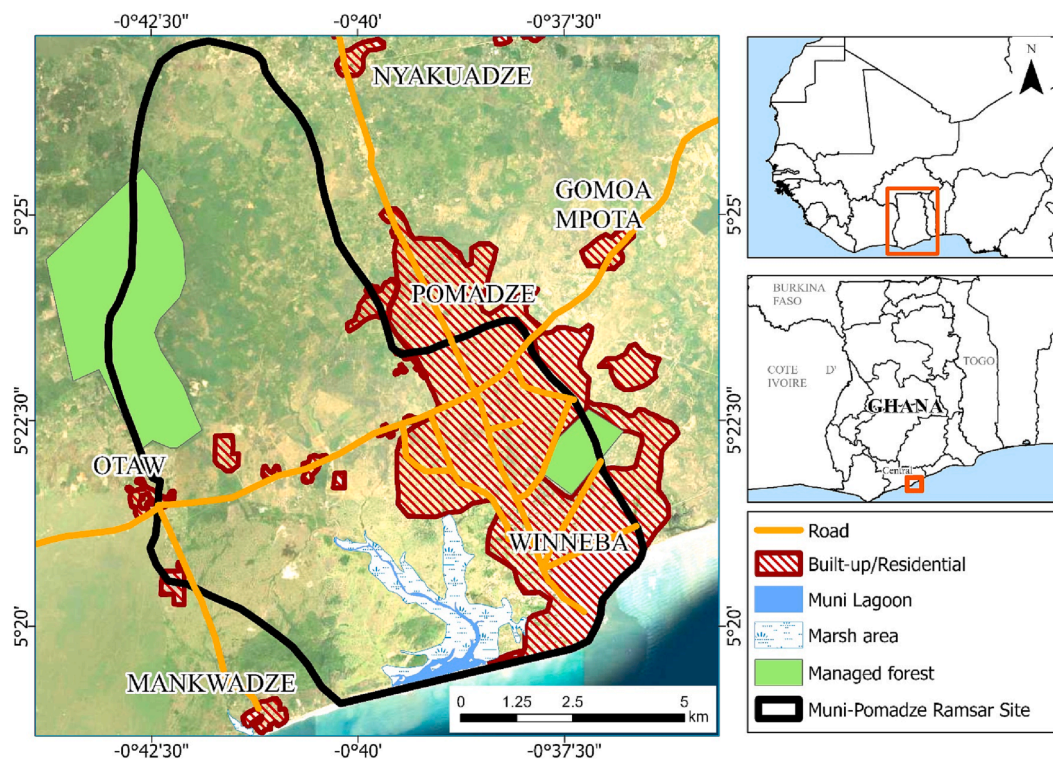 -0°42'30"
-0°40'
-0°37'30"
5°25'
5°22'30"
5°20'
NYAKUADZE
GOMOA
MPOTA
POMADZE
OTAW
WINNEBA
MANKWADZE
0
1.25
2.5
5
km
5°25'
5°22'30"
5°20'
-0°42'30"
-0°40'
-0°37'30"
N
BURKINA
FASO
COTE D'
IVOIRE
TOGO
GHANA
Central
Road
Built-up/Residential
Muni Lagoon
Marsh area
Managed forest
Muni-Pomadze Ramsar Site